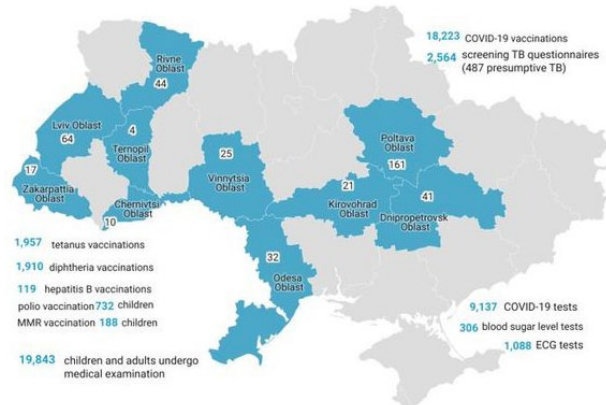 18,223 COVID-19 vaccinations
2,564 screening TB questionnaires
(487 presumptive TB)
Rivne
Oblast
44
Lviv Oblast
64
4
Ternopil
Oblast
17
Zakarpattia
Oblast
Chernivtsi
Oblast
10
25
Vinnytsia
Oblast
Poltava
Oblast
161
21
Kirovohrad
Oblast
41
Dnipropetrovsk
Oblast
32
Odesa
Oblast
1,957 tetanus vaccinations
1,910 diphtheria vaccinations
119 hepatitis B vaccinations
polio vaccination 732 children
MMR vaccination 188 children
19,843 children and adults undergo
medical examination
9,137 COVID-19 tests
306 blood sugar level tests
1,088 ECG tests